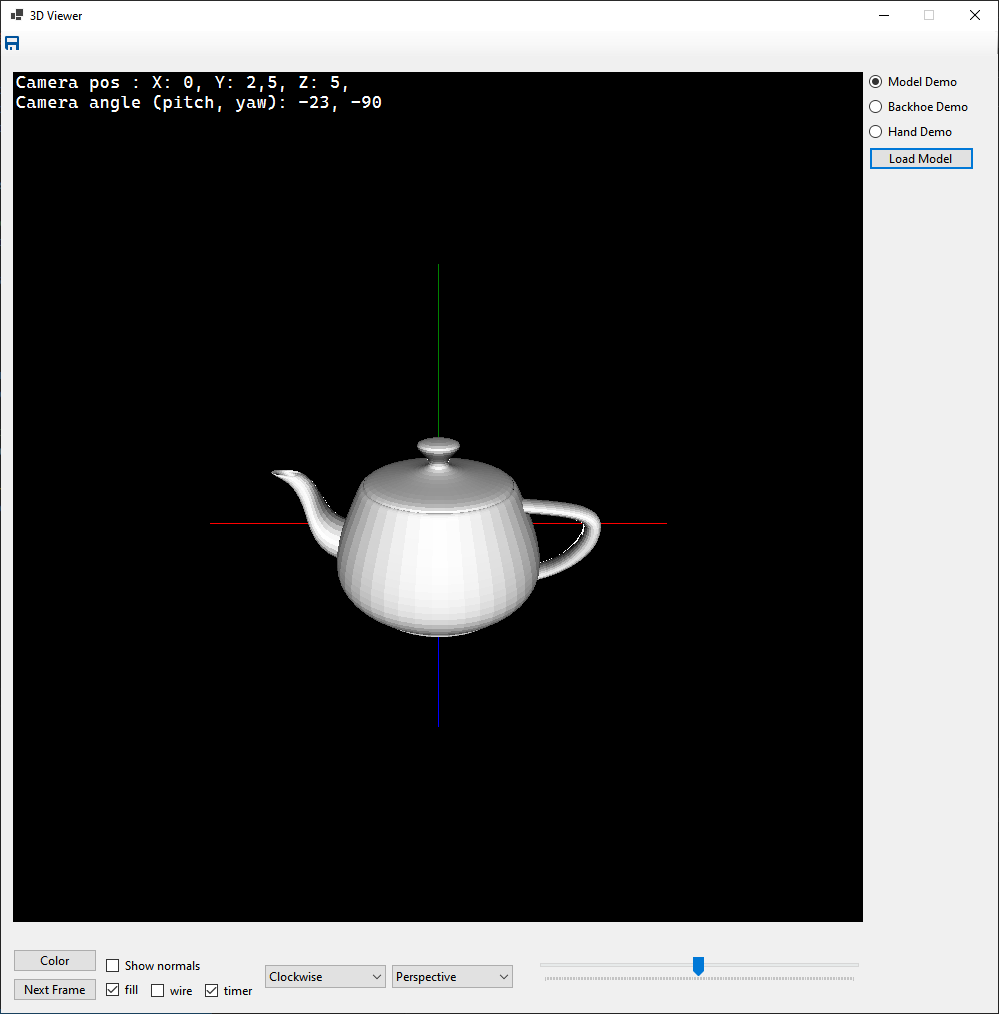 3D Viewer
Camera pos : X: 0, Y: 2,5, Z: 5,
Camera angle (pitch, yaw): -23, -90
Model Demo
Backhoe Demo
Hand Demo
Load Model
Color
Show normals
Next Frame
fill
wire
timer
Clockwise
Perspective